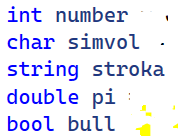 int number
char simvol
string stroka
double pi
bool bull